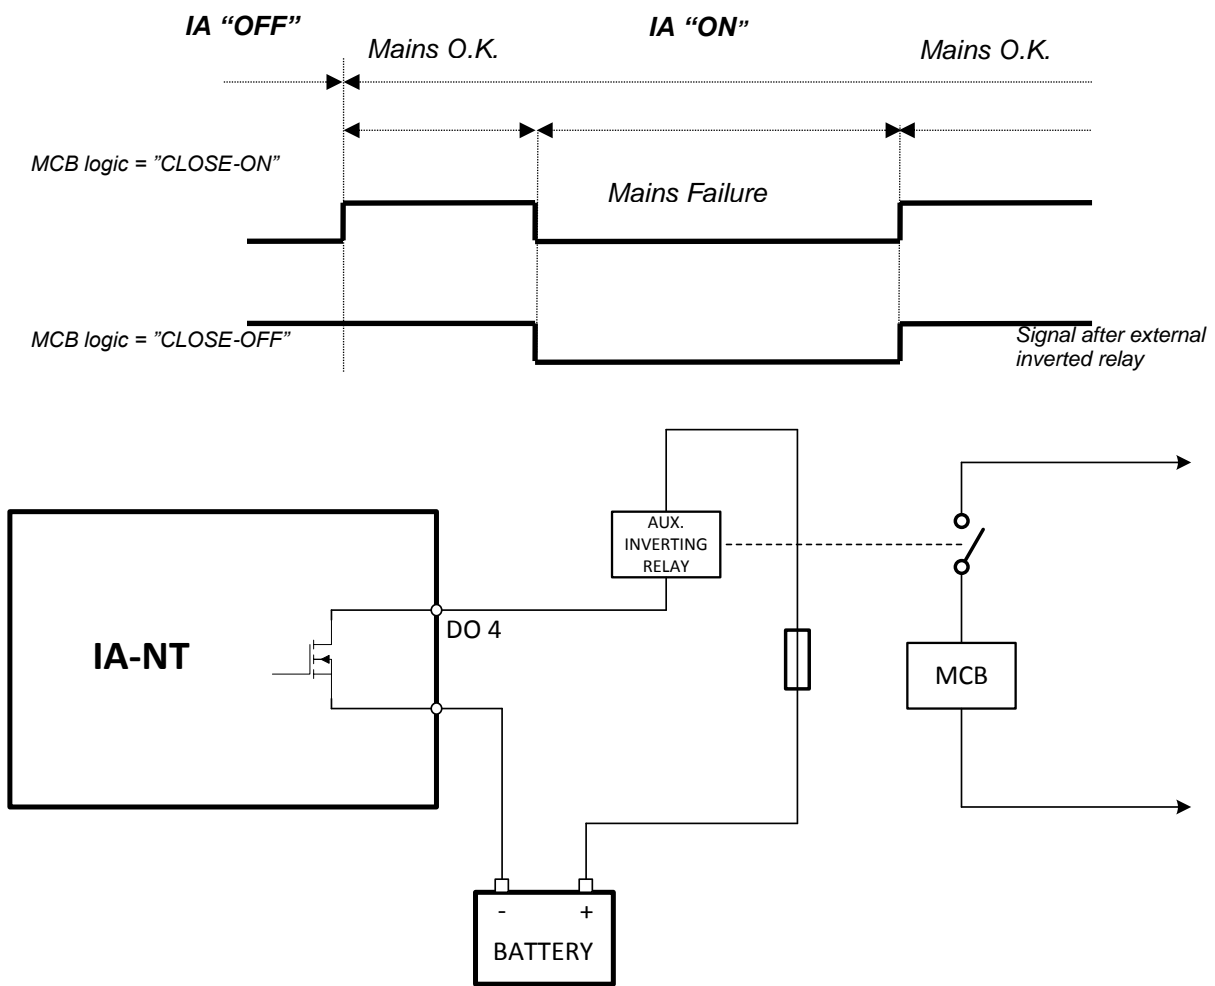 IA “OFF”
IA “ON”
Mains O.K.
Mains O.K.
MCB logic = ”CLOSE-ON”
Mains Failure
MCB logic = ”CLOSE-OFF”
Signal after external
inverted relay
AUX.
INVERTING
RELAY
DO 4
IA-NT
MCB
- +
BATTERY